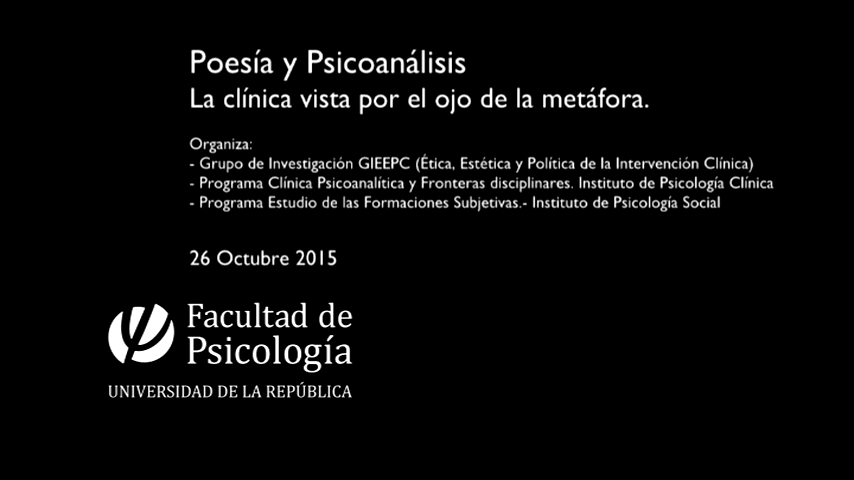 Poesía y Psicoanálisis
La clínica vista por el ojo de la metáfora.
Organiza:
- Grupo de Investigación GIEEPC (Ética, Estética y Política de la Intervención Clínica)
- Programa Clínica Psicoanalítica y Fronteras disciplinares. Instituto de Psicología Clínica
- Programa Estudio de las Formaciones Subjetivas.- Instituto de Psicología Social
26 Octubre 2015
Facultad de
Psicología
UNIVERSIDAD DE LA REPÚBLICA